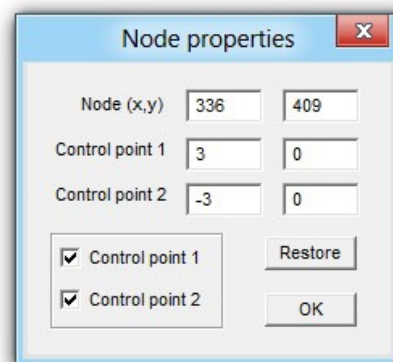 Node properties
x
Node (x,y) 336 409
Control point 1 3 0
Control point 2 -3 0
Control point 1 Restore
Control point 2 OK